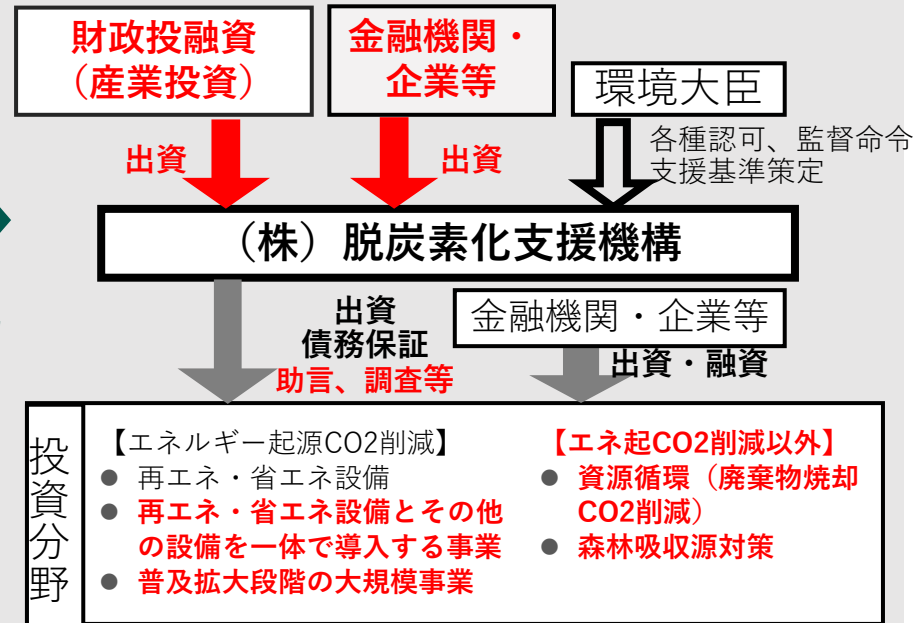 財政投融資
（産業投資）
金融機関・
企業等
環境大臣
出資
出資
各種認可、監督命令
支援基準策定
（株）脱炭素化支援機構
出資
債務保証
助言、調査等
金融機関・企業等
出資・融資
投資分野
【エネルギー起源CO2削減】
● 再エネ・省エネ設備
● 再エネ・省エネ設備とその他
の設備を一体で導入する事業
● 普及拡大段階の大規模事業
【エネ起CO2削減以外】
● 資源循環（廃棄物焼却
CO2削減）
● 森林吸収源対策